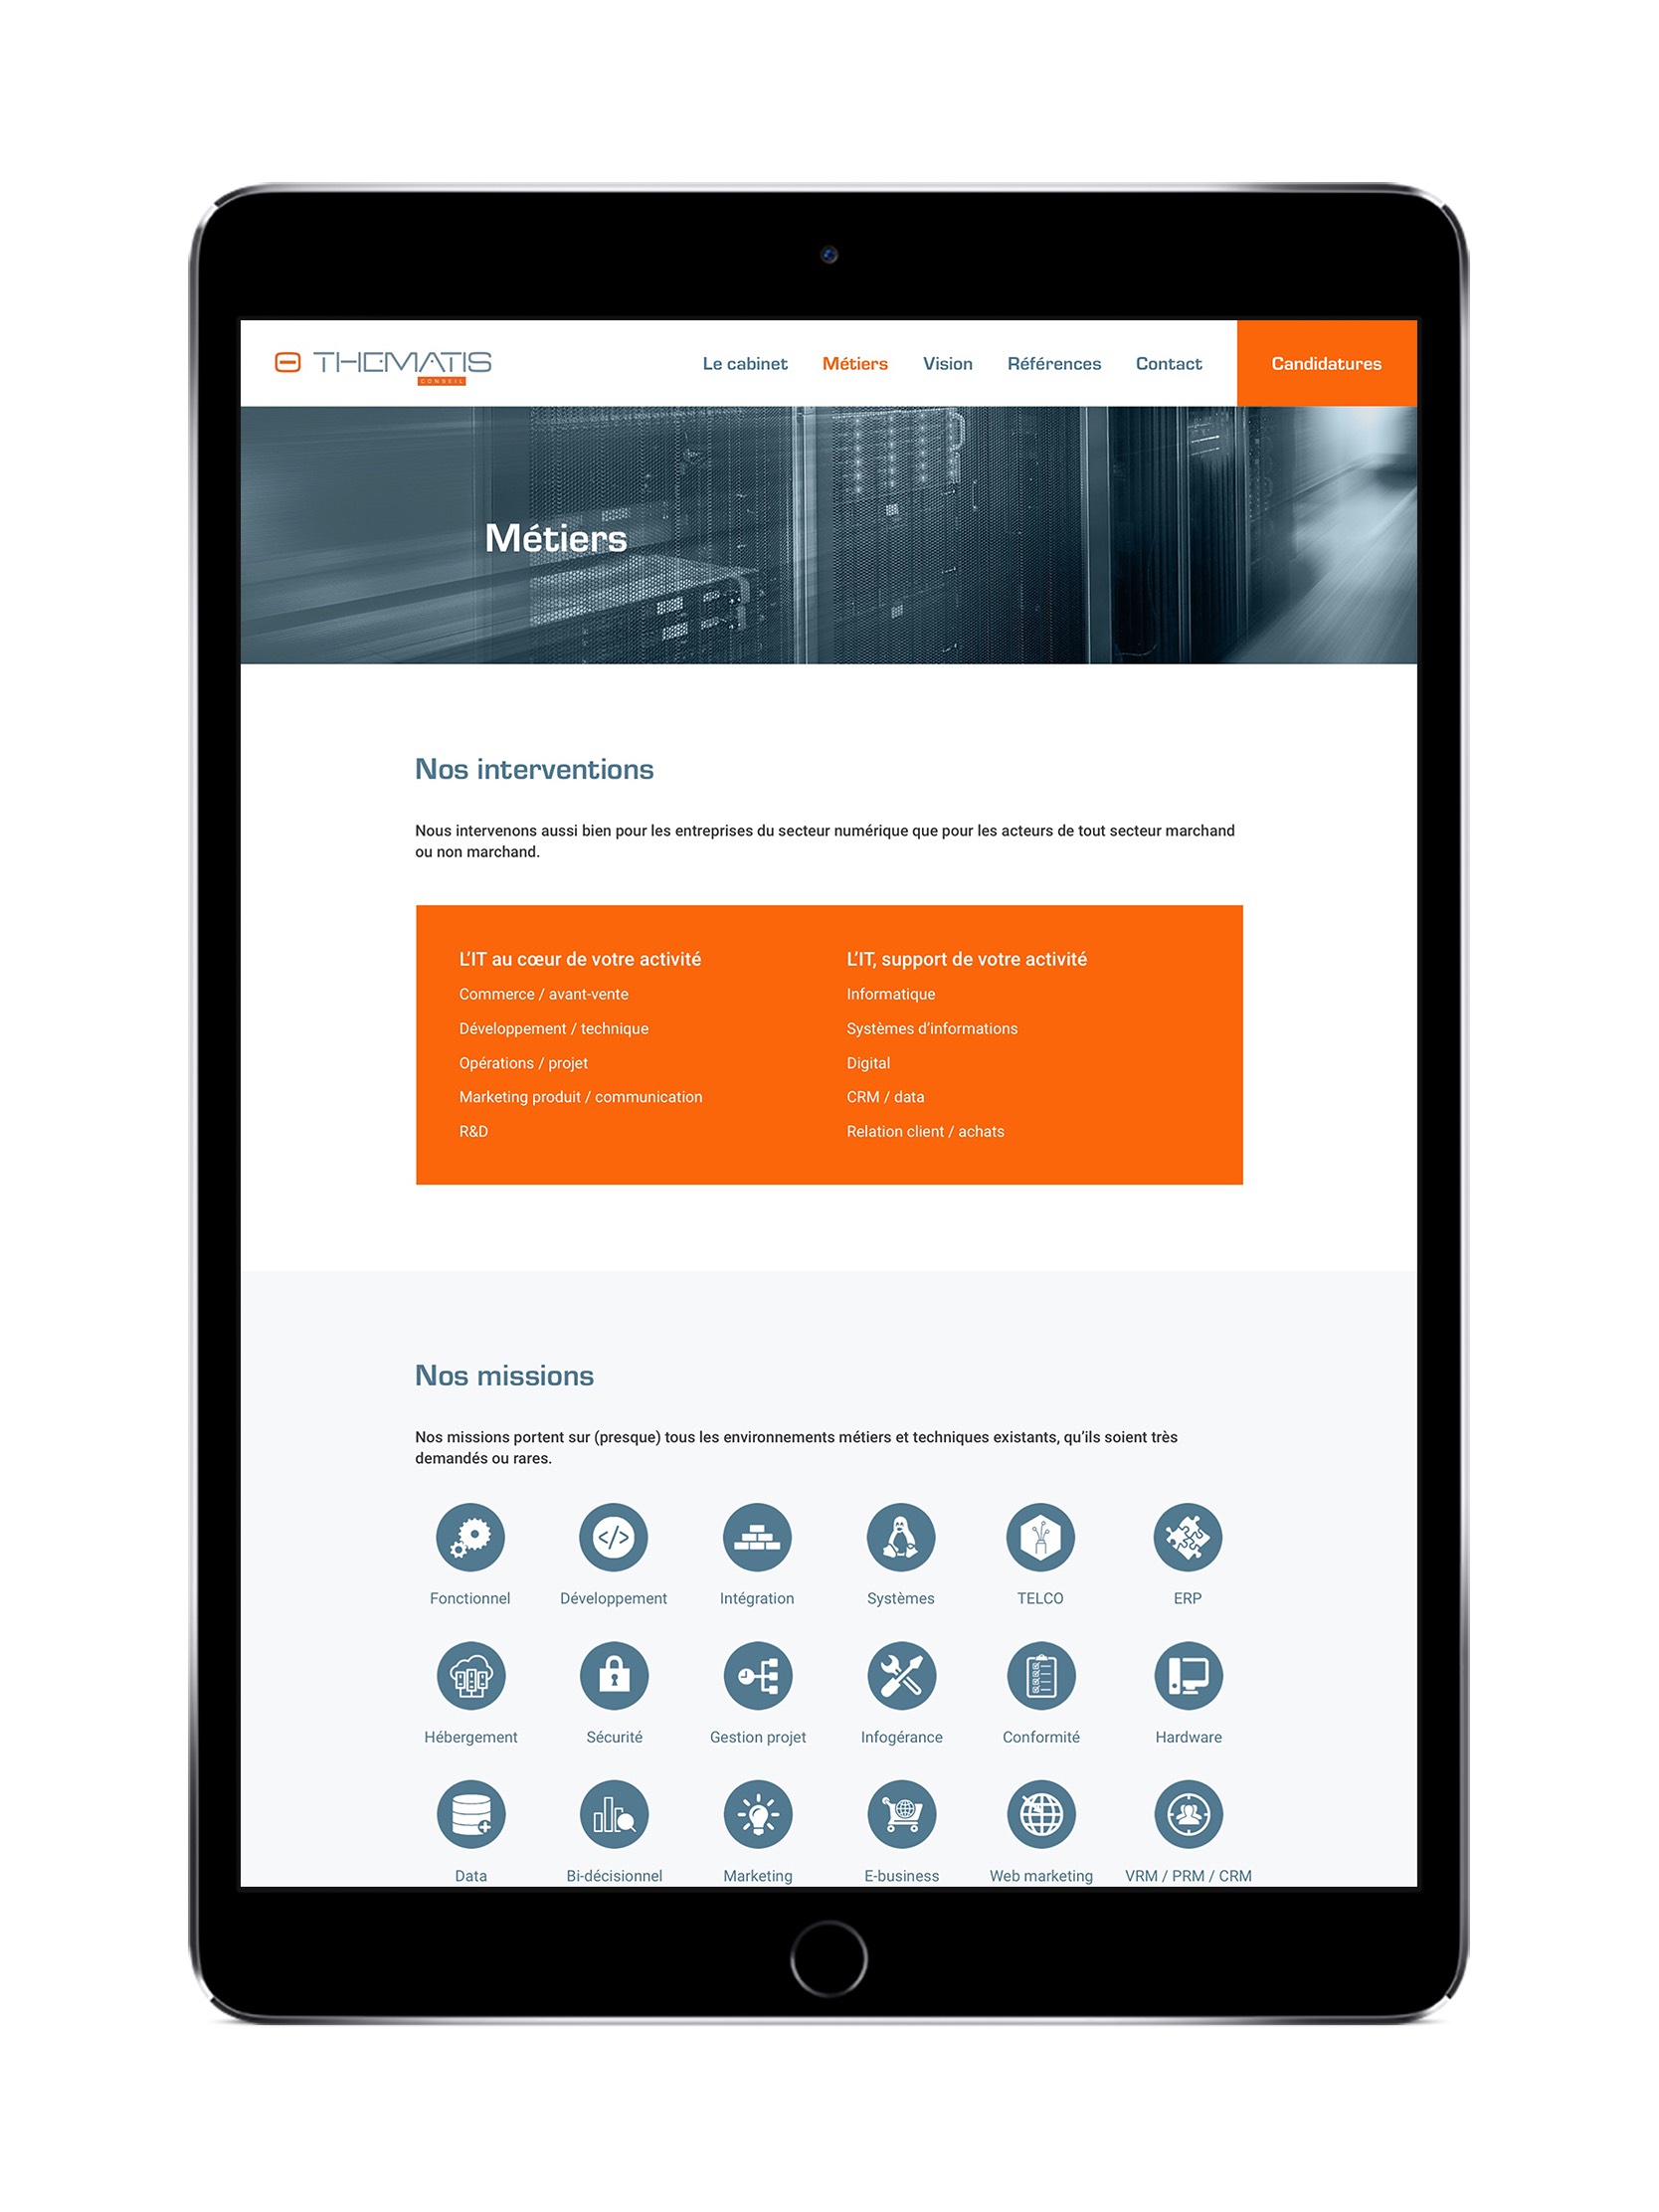 THEMATIS
CONSEIL
Le cabinet
Métiers
Vision
Références
Contact
Candidatures
Métiers
Nos interventions
Nous intervenons aussi bien pour les entreprises du secteur numérique que pour les acteurs de tout secteur marchand
ou non marchand.
L’IT au cœur de votre activité
Commerce / avant-vente
Développement / technique
Opérations / projet
Marketing produit / communication
R&D
L’IT, support de votre activité
Informatique
Systèmes d’informations
Digital
CRM / data
Relation client / achats
Nos missions
Nos missions portent sur (presque) tous les environnements métiers et techniques existants, qu’ils soient très
demandés ou rares.
Fonctionnel
Développement
Intégration
Systèmes
TELCO
ERP
Hébergement
Sécurité
Gestion projet
Infogérance
Conformité
Hardware
Data
Bi-décisionnel
Marketing
E-business
Web marketing
VRM / PRM / CRM